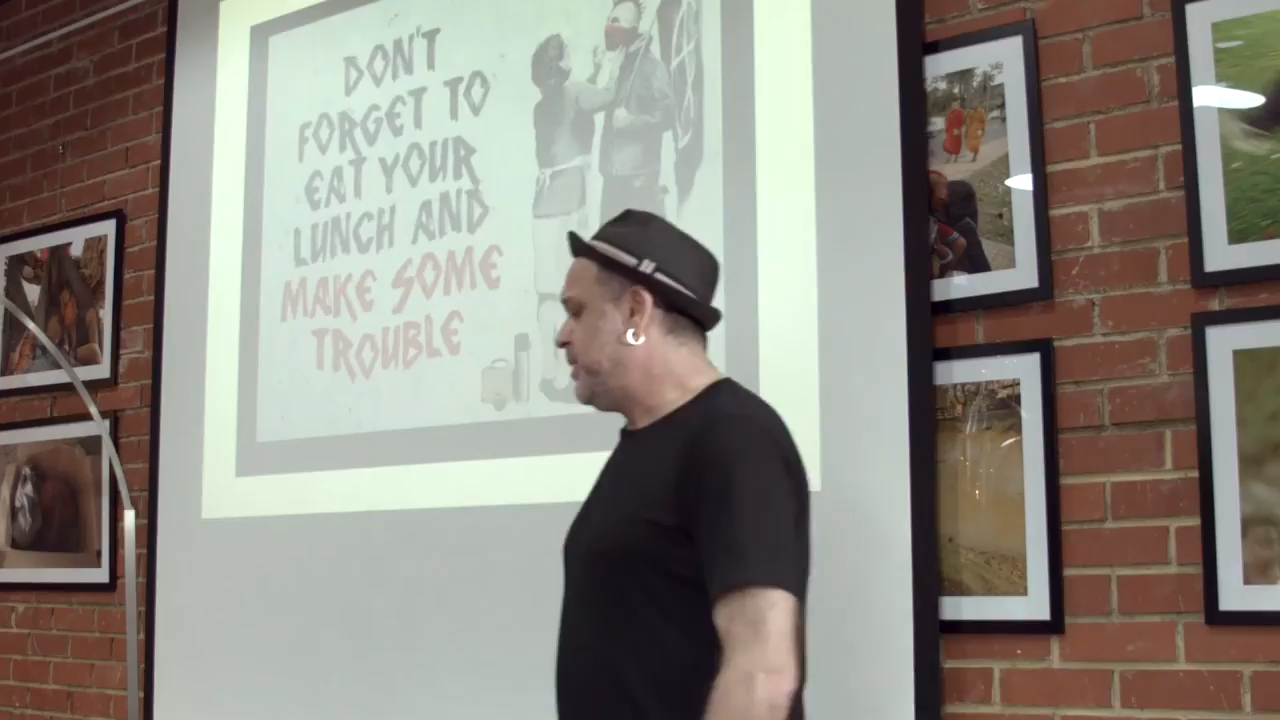 DON'T
FORGET TO
EAT YOUR
LUNCH AND
MAKE SOME
TROUBLE